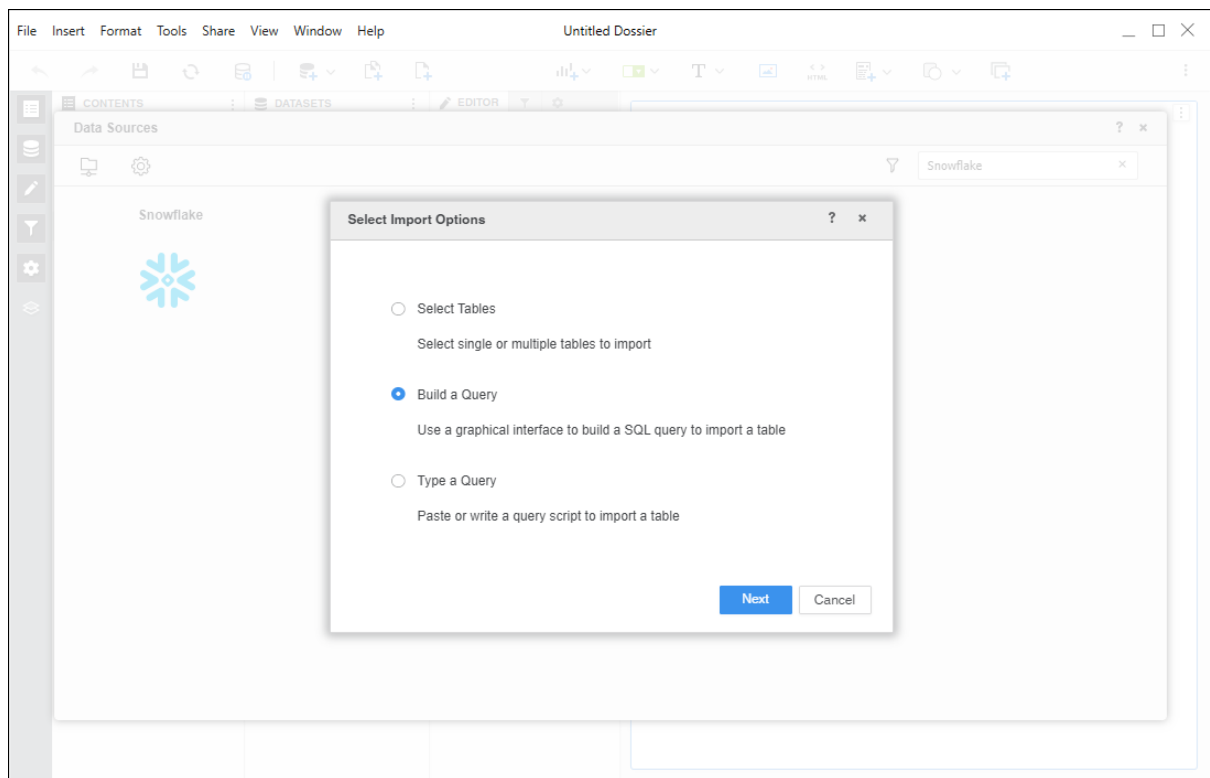 File Insert Format Tools Share View Window Help Untitled Dossier
T HTML
CONTENTS DATASETS EDITOR
Data Sources ? ×
Snowflake ×
Snowflake
Select Import Options ? ×
Select Tables
Select single or multiple tables to import
Build a Query
Use a graphical interface to build a SQL query to import a table
Type a Query
Paste or write a query script to import a table
Next Cancel